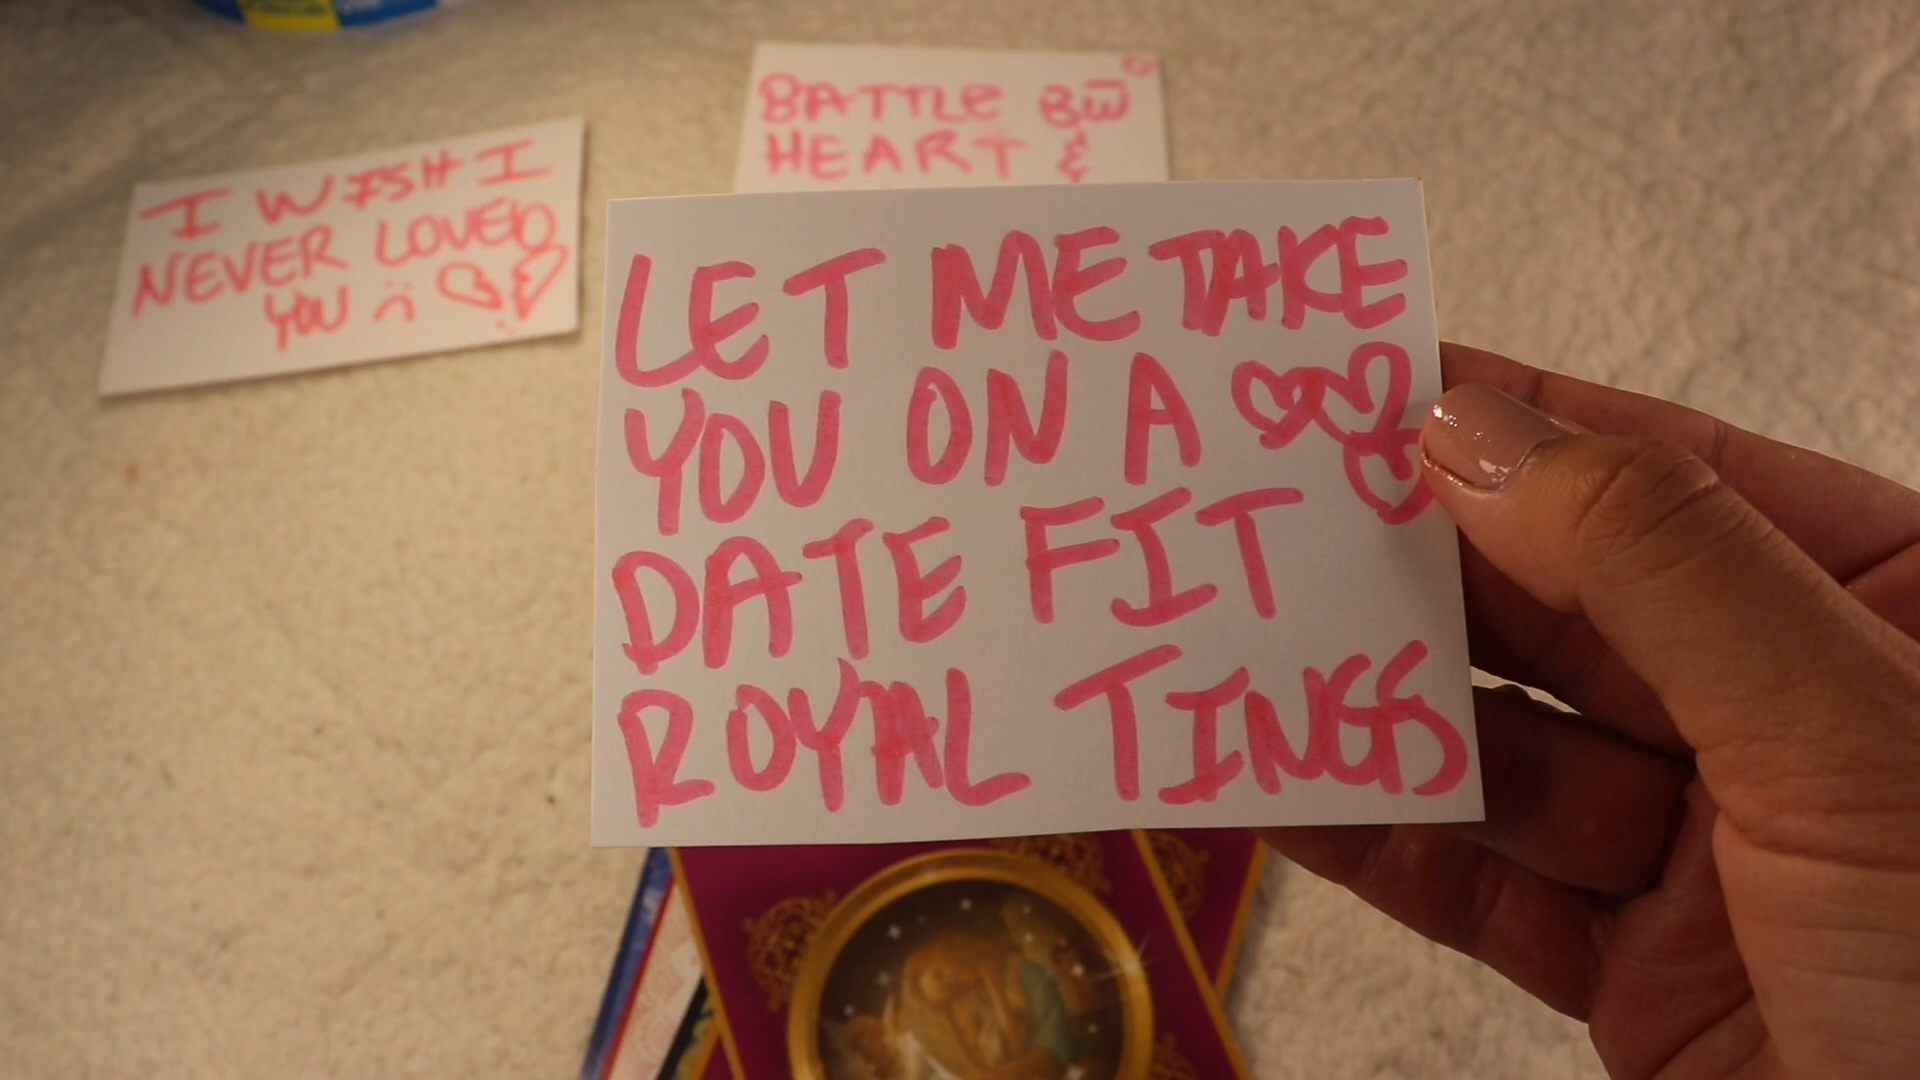 BATTLE BW
HEART &
I WISH I
NEVER LOVED
YOU :(
LET ME TAKE
YOU ON A
DATE FIT
ROYAL TINGS